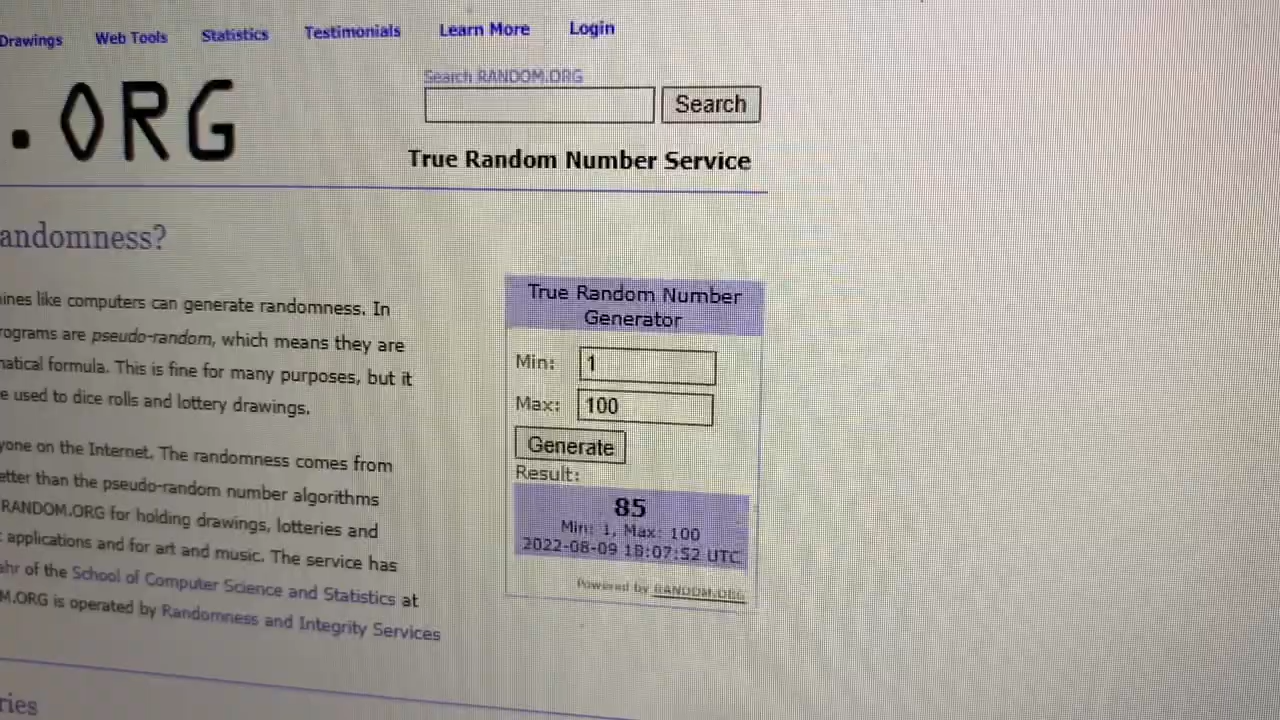 Drawings Web Tools Statistics Testimonials Learn More Login
Search RANDOM.ORG
Search
.ORG
True Random Number Service
andomness?
ines like computers can generate randomness. In
rograms are pseudo-random, which means they are
matical formula. This is fine for many purposes, but it
e used to dice rolls and lottery drawings.
yone on the Internet. The randomness comes from
etter than the pseudo-random number algorithms
RANDOM.ORG for holding drawings, lotteries and
applications and for art and music. The service has
ahr of the School of Computer Science and Statistics at
M.ORG is operated by Randomness and Integrity Services
ries
True Random Number
Generator
Min: 1
Max: 100
Generate
Result:
85
Min: 1, Max: 100
2022-08-09 18:07:52 UTC
Powered by RANDOM.ORG